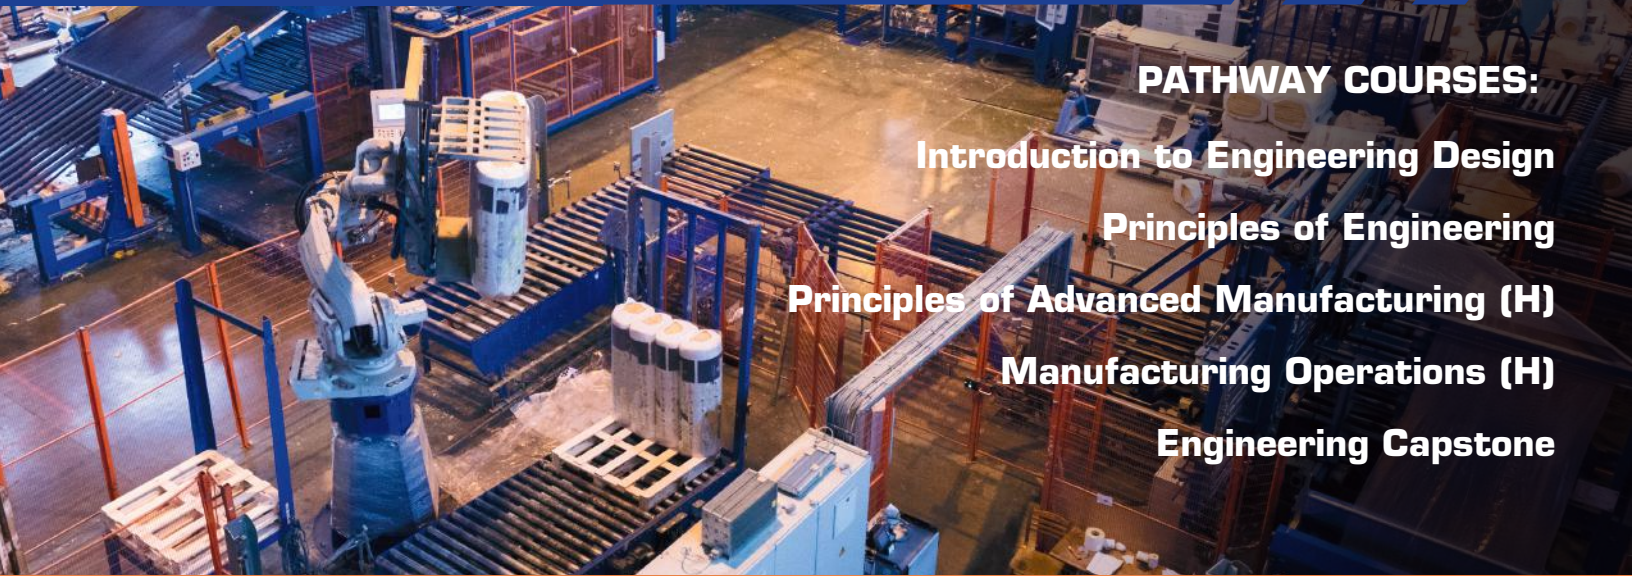 PATHWAY COURSES:
Introduction to Engineering Design
Principles of Engineering
Principles of Advanced Manufacturing (H)
Manufacturing Operations (H)
Engineering Capstone